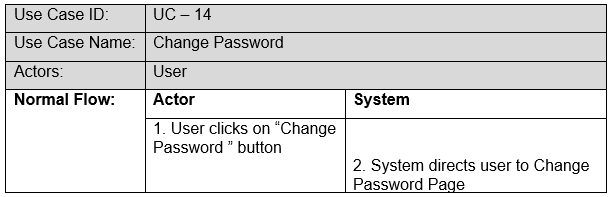 Use Case ID: UC – 14
Use Case Name: Change Password
Actors: User
Normal Flow: Actor System
1. User clicks on “Change
Password ” button
2. System directs user to Change
Password Page